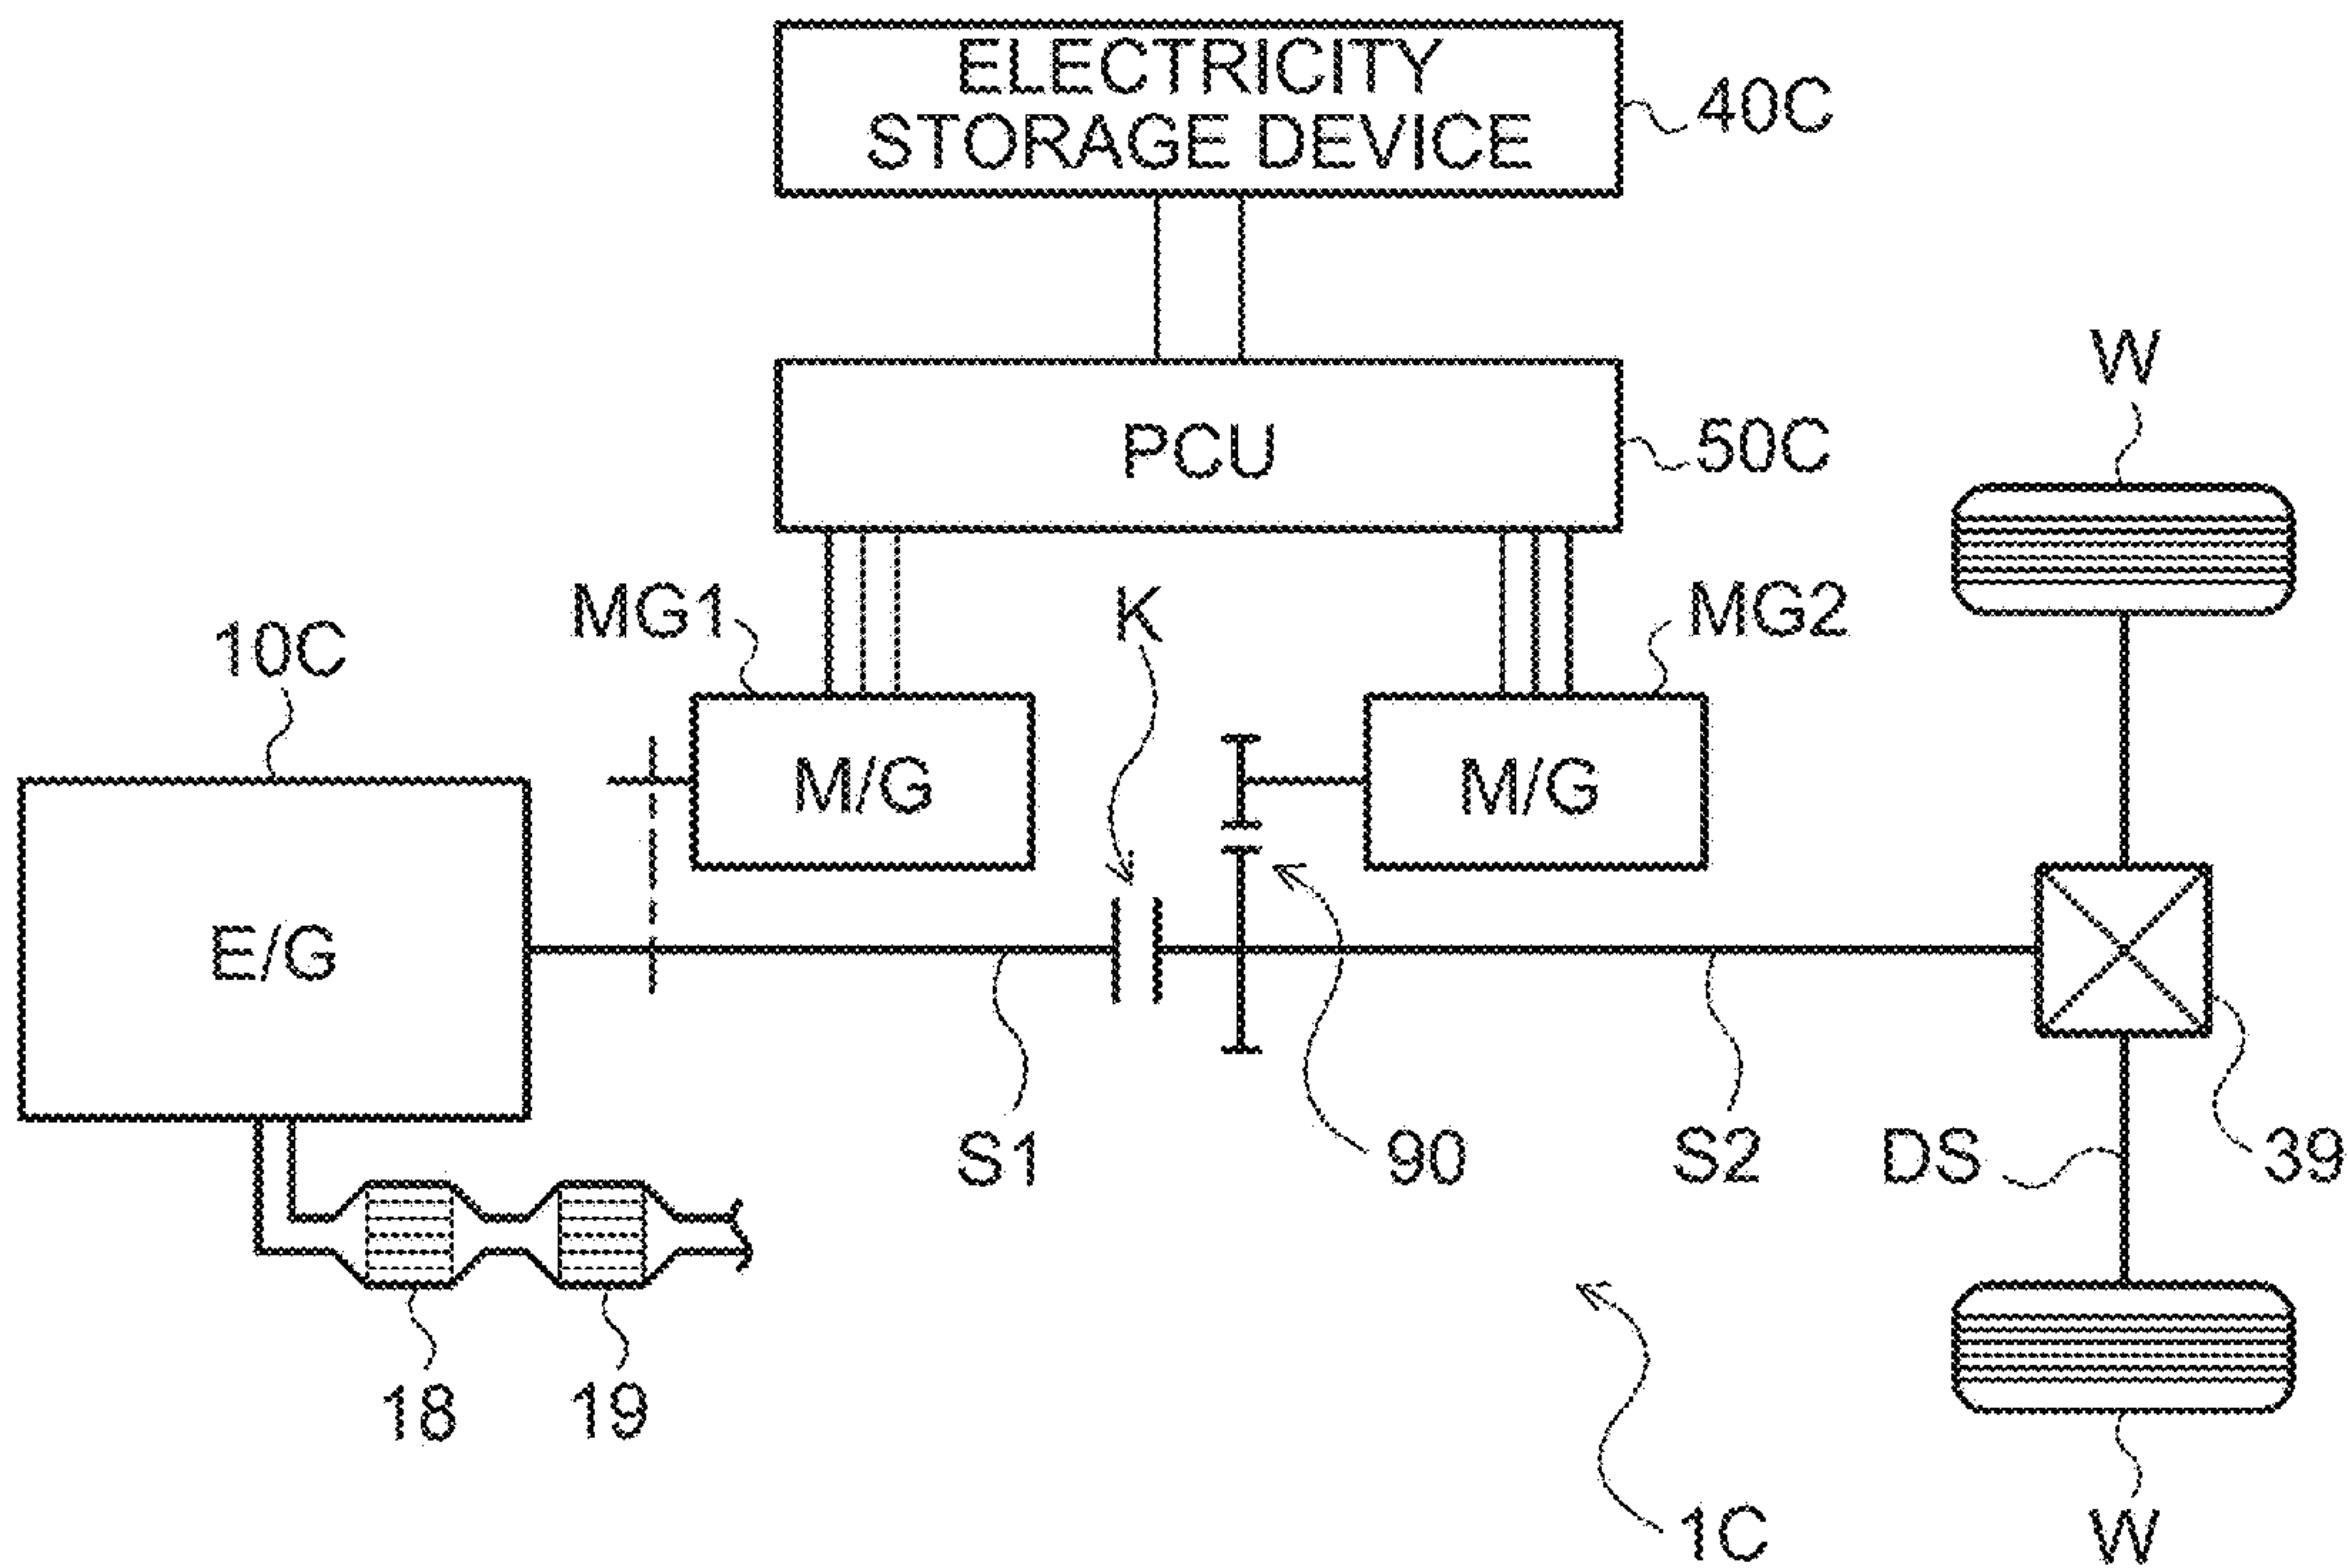 ELECTRICITY
STORAGE DEVICE
40C
W
PCU
50C
MG1
K
MG2
10C
M/G
M/G
E/G
S1
90
S2
DS
39
18
19
1C
W